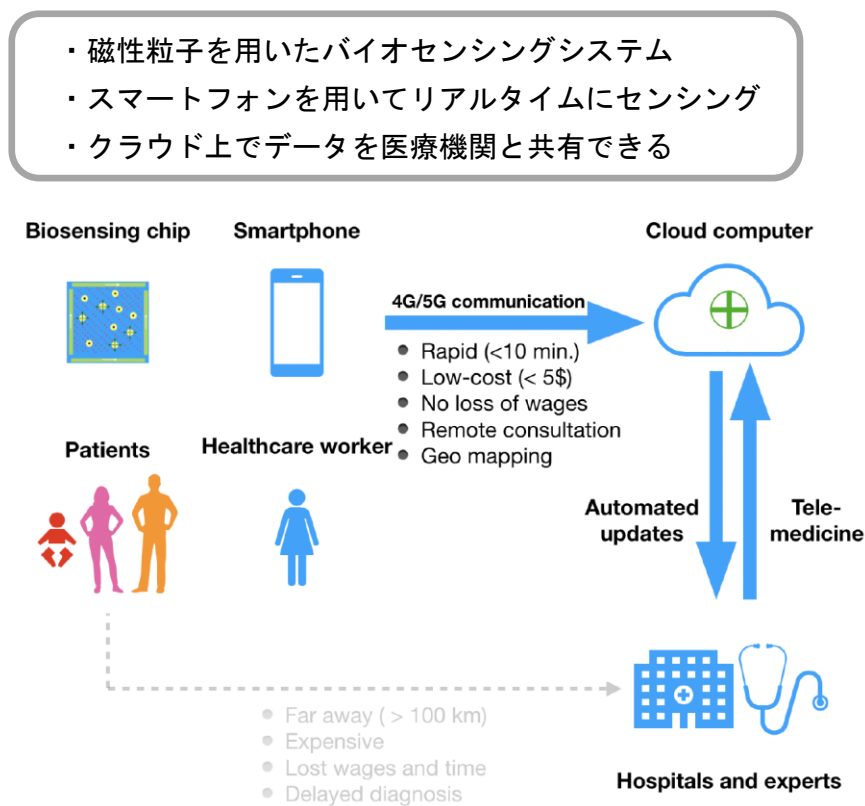 ・磁性粒子を用いたバイオセンシングシステム
・スマートフォンを用いてリアルタイムにセンシング
・クラウド上でデータを医療機関と共有できる
Biosensing chip
Smartphone
Cloud computer
4G/5G communication
● Rapid (<10 min.)
● Low-cost (< 5$)
● No loss of wages
● Remote consultation
● Geo mapping
Patients
Healthcare worker
Automated
updates
Tele-
medicine
● Far away ( > 100 km)
● Expensive
● Lost wages and time
● Delayed diagnosis
Hospitals and experts